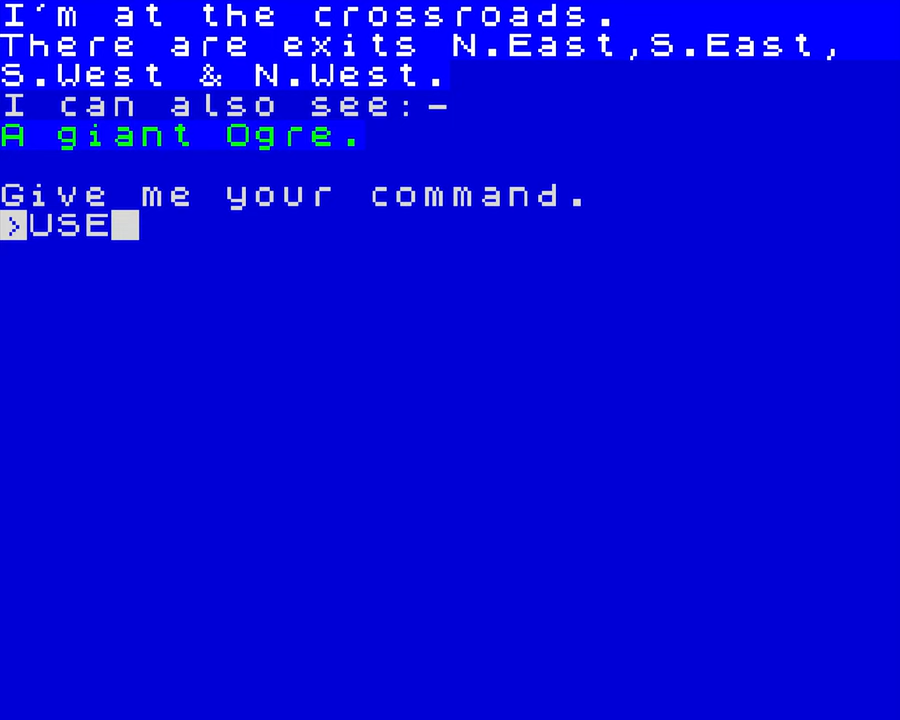 I'm at the crossroads.
There are exits N.East,S.East,
S.West & N.West.
I can also see:-
A giant Ogre.
Give me your command.
>USE